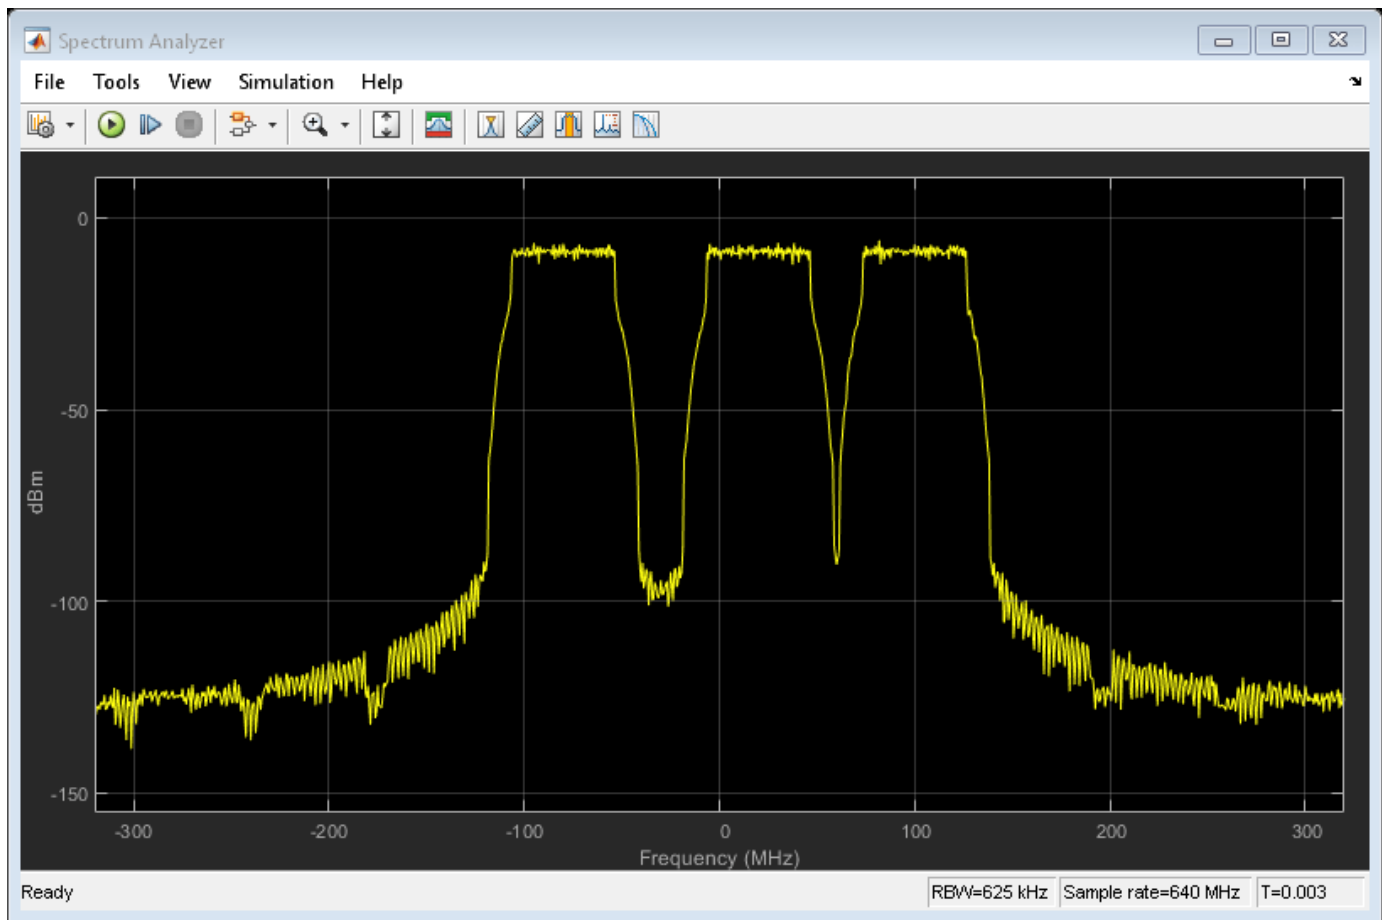 Spectrum Analyzer
File Tools View Simulation Help
0
-50
-100
-150
dBm
-300 -200 -100 0 100 200 300
Frequency (MHz)
Ready RBW=625 kHz Sample rate=640 MHz T=0.003